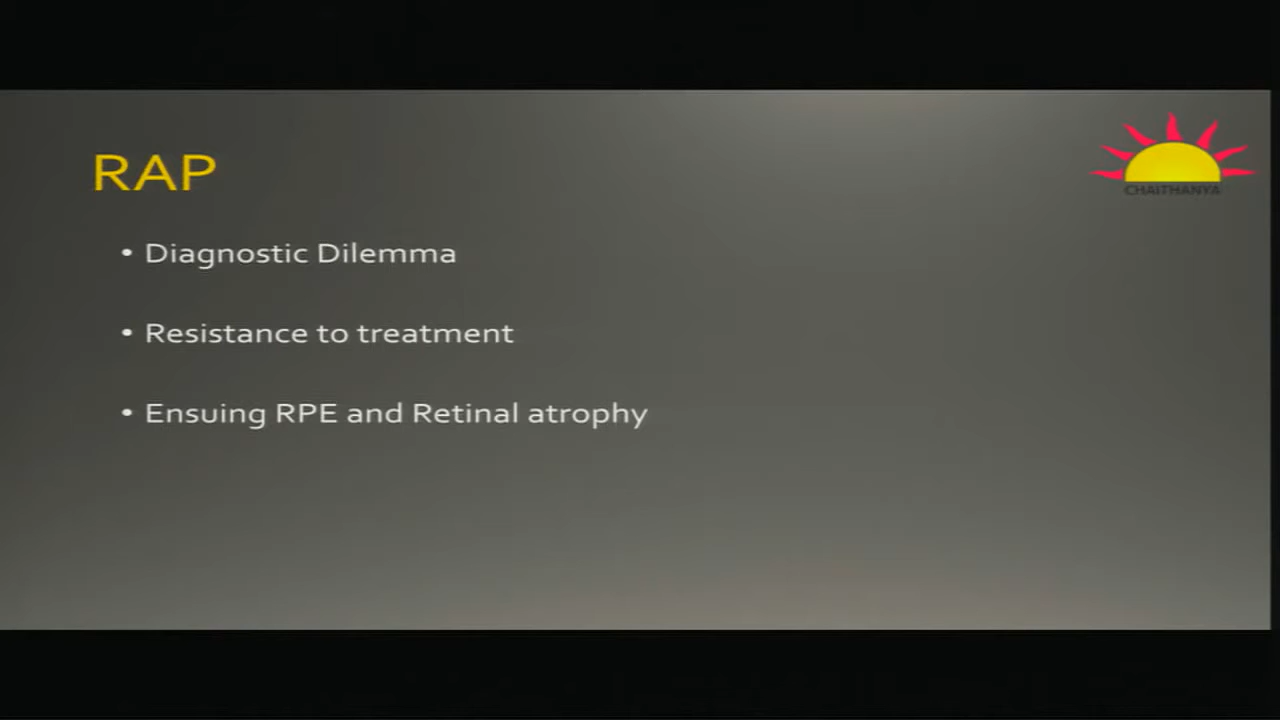 RAP
CHAITHANYA
• Diagnostic Dilemma
• Resistance to treatment
• Ensuing RPE and Retinal atrophy